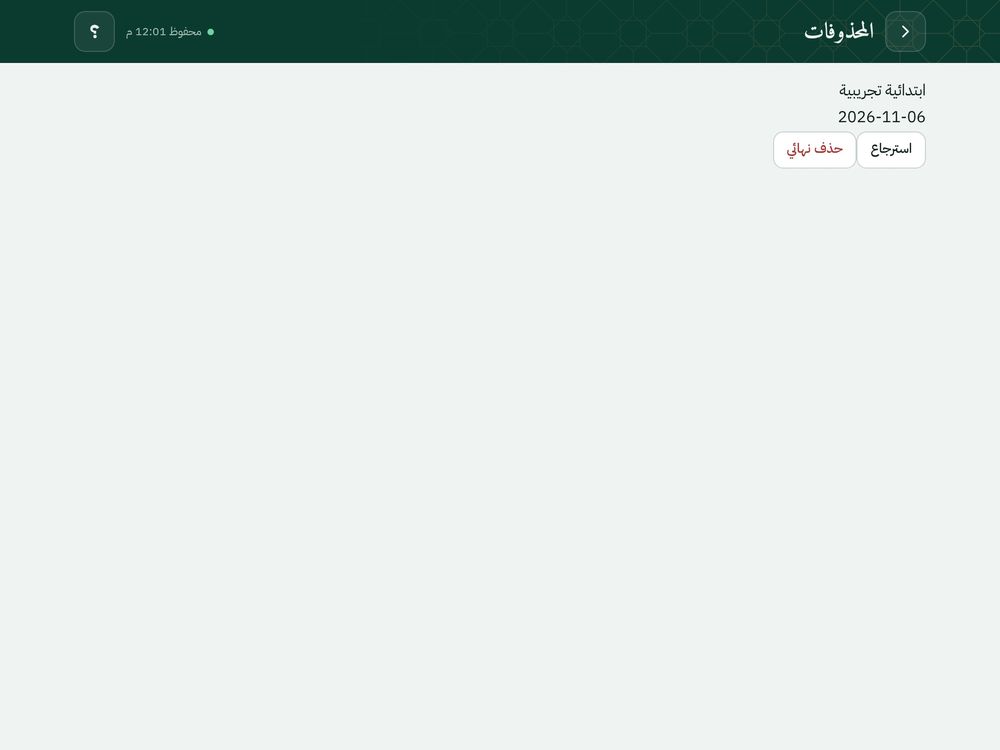 المحذوفات
محفوظ 12:01 م
؟
ابتدائية تجريبية
2026-11-06
استرجاع
حذف نهائي